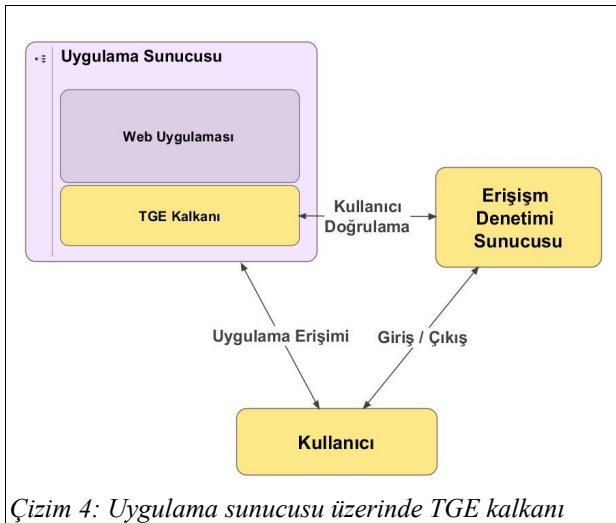 Uygulama Sunucusu
Web Uygulaması
TGE Kalkanı
Kullanıcı
Doğrulama
Erişişm
Denetimi
Sunucusu
Uygulama Erişimi
Giriş / Çıkış
Kullanıcı
Çizim 4: Uygulama sunucusu üzerinde TGE kalkanı